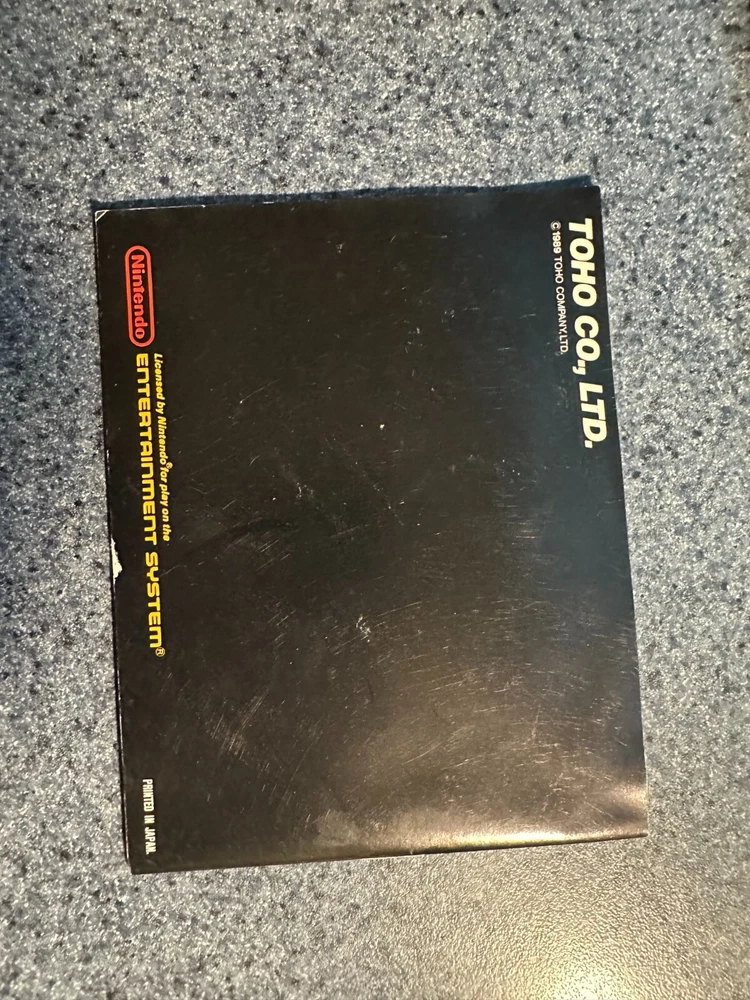 TOHO CO., LTD.
© 1989 TOHO COMPANY, LTD.
Nintendo
Licensed by Nintendo® for play on the
ENTERTAINMENT SYSTEM®
PRINTED IN JAPAN.